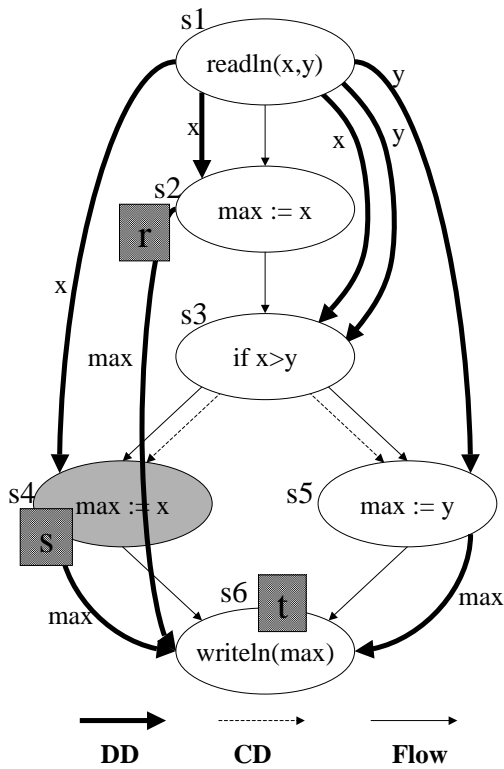 s1
readln(x,y)
y
x
x
y
s2
max := x
r
x
s3
max
if x>y
s4
max := x
s5
max := y
s
s6
t
max
max
writeln(max)
DD
CD
Flow